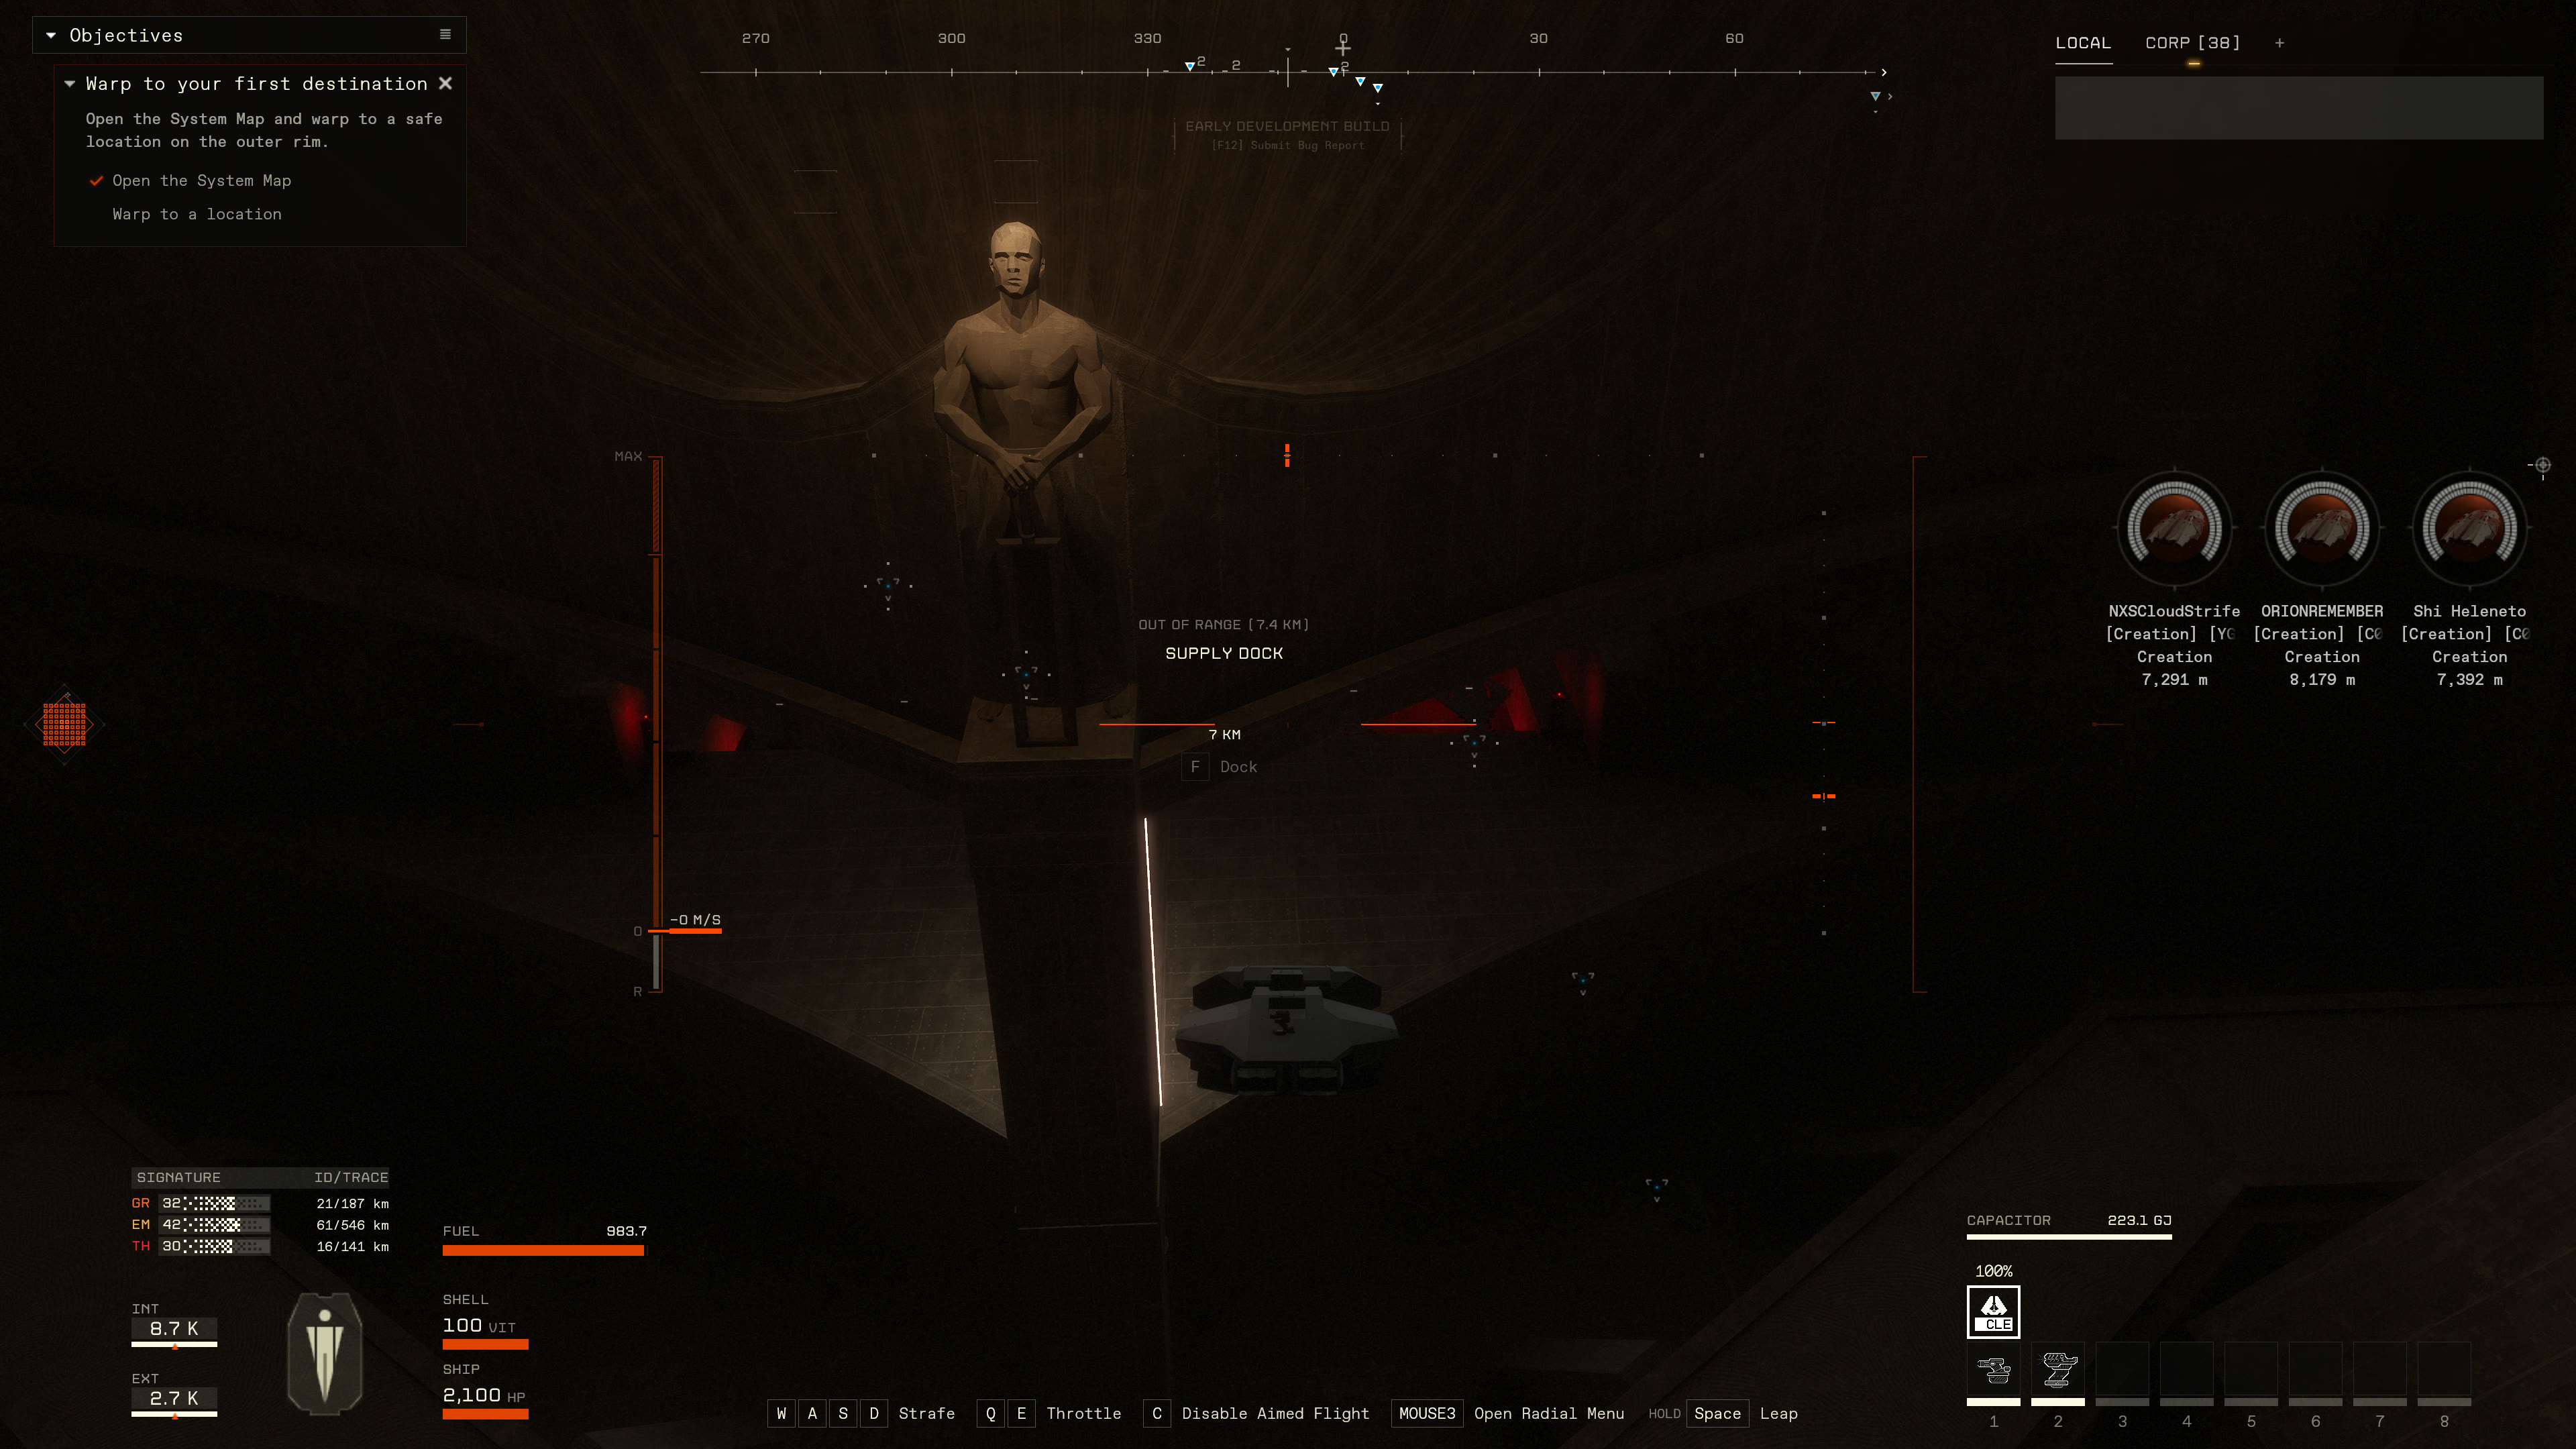 Objectives
Warp to your first destination
Open the System Map and warp to a safe
location on the outer rim.
Open the System Map
Warp to a location
270 300 330 0 30 60
2 2 2
EARLY DEVELOPMENT BUILD
[F12] Submit Bug Report
LOCAL CORP [38] +
MAX
OUT OF RANGE (7.4 KM)
SUPPLY DOCK
7 KM
F Dock
-0 M/S
0
R
NXSCloudStrife
[Creation] [YG
Creation
7,291 m
ORIONREMEMBER
[Creation] [C0
Creation
8,179 m
Shi Heleneto
[Creation] [C0
Creation
7,392 m
SIGNATURE ID/TRACE
GR 32 21/187 km
EM 42 61/546 km
TH 30 16/141 km
INT
8.7 K
EXT
2.7 K
FUEL 983.7
SHELL
100 VIT
SHIP
2,100 HP
W A S D Strafe Q E Throttle C Disable Aimed Flight MOUSE3 Open Radial Menu HOLD Space Leap
CAPACITOR 223.1 GJ
100%
CLE
1 2 3 4 5 6 7 8